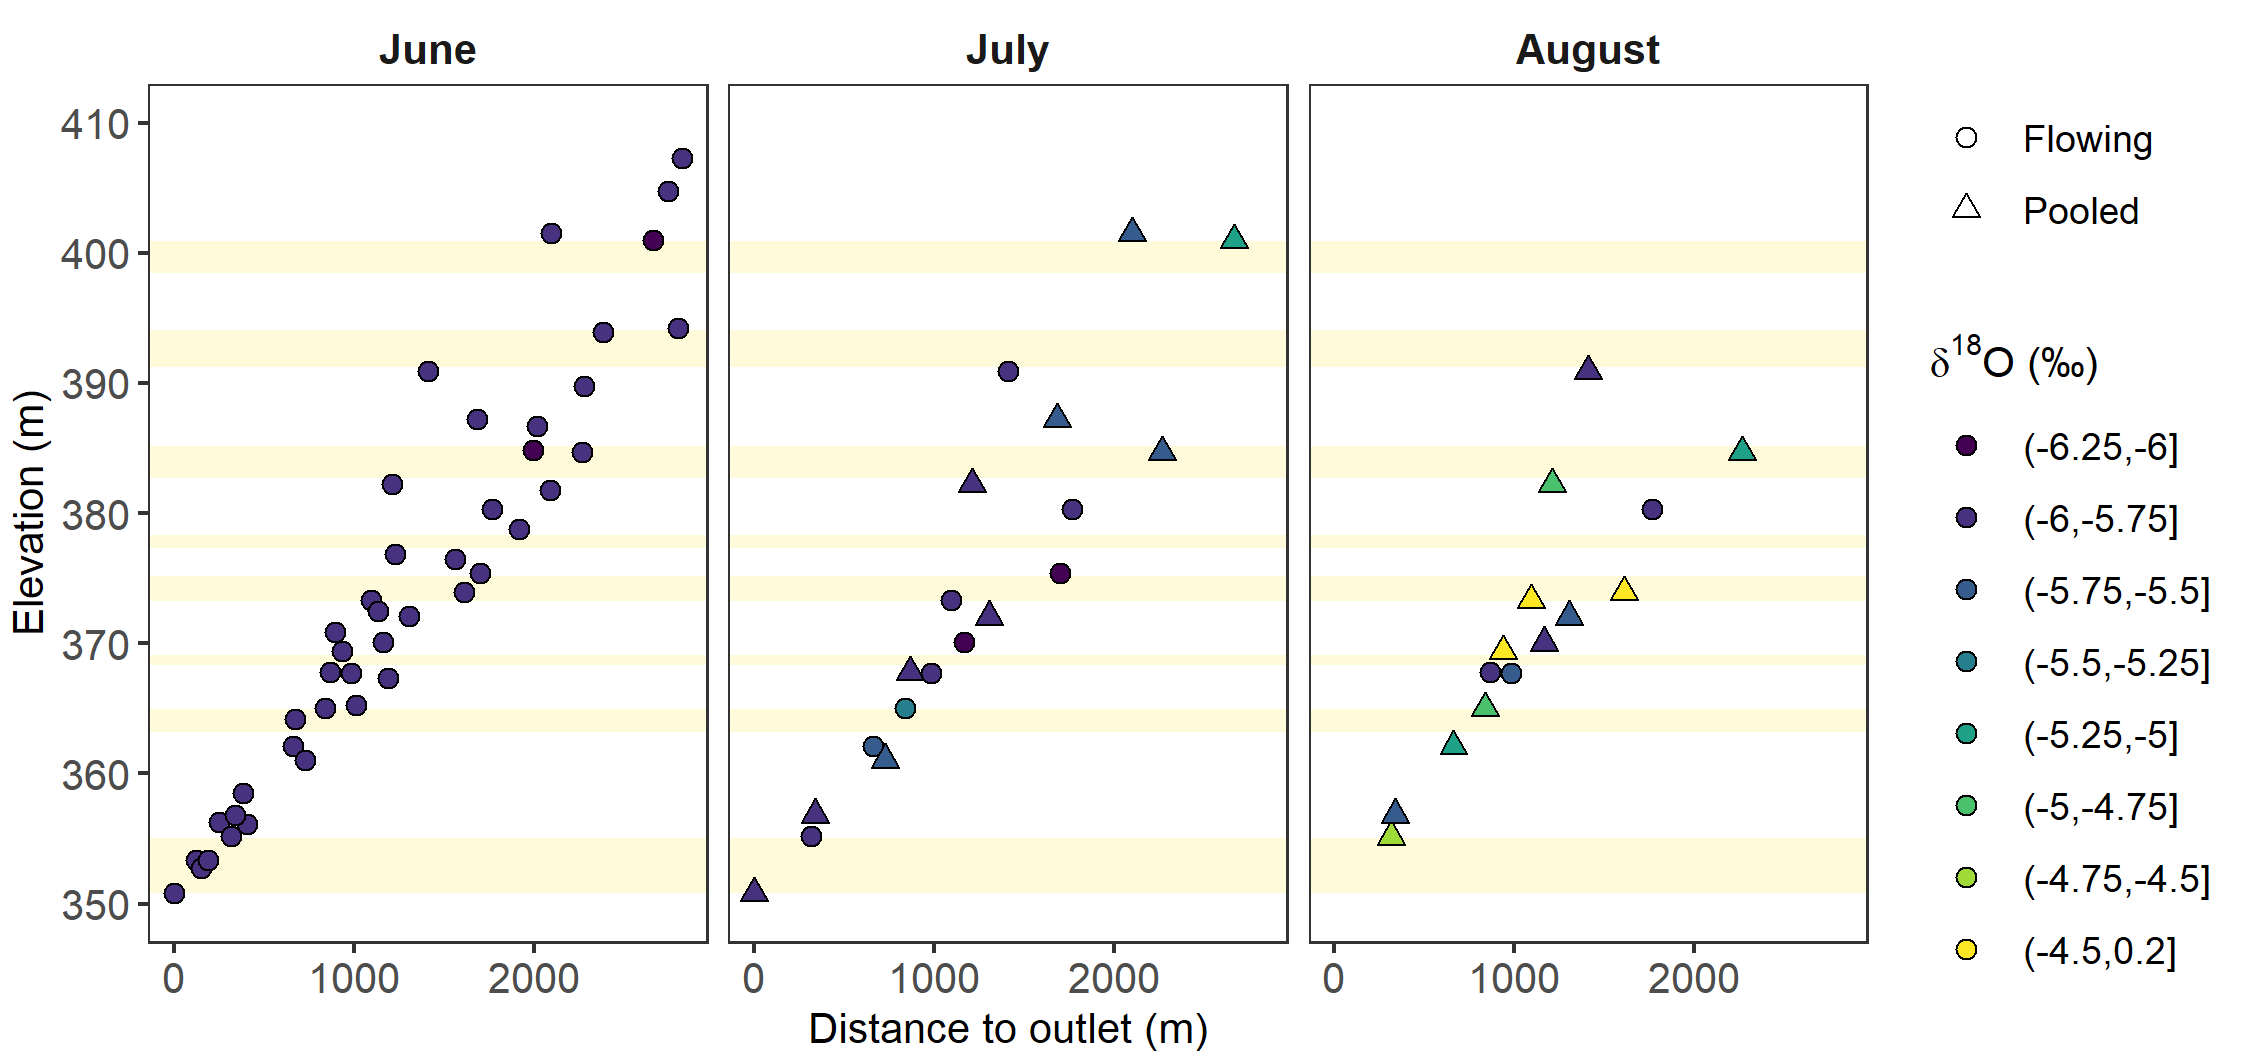 June July August
410
400
390
380
370
360
350
Elevation (m)
0 1000 2000 0 1000 2000 0 1000 2000
Distance to outlet (m)
Flowing
Pooled
δ¹⁸O (‰)
(-6.25,-6]
(-6,-5.75]
(-5.75,-5.5]
(-5.5,-5.25]
(-5.25,-5]
(-5,-4.75]
(-4.75,-4.5]
(-4.5,0.2]